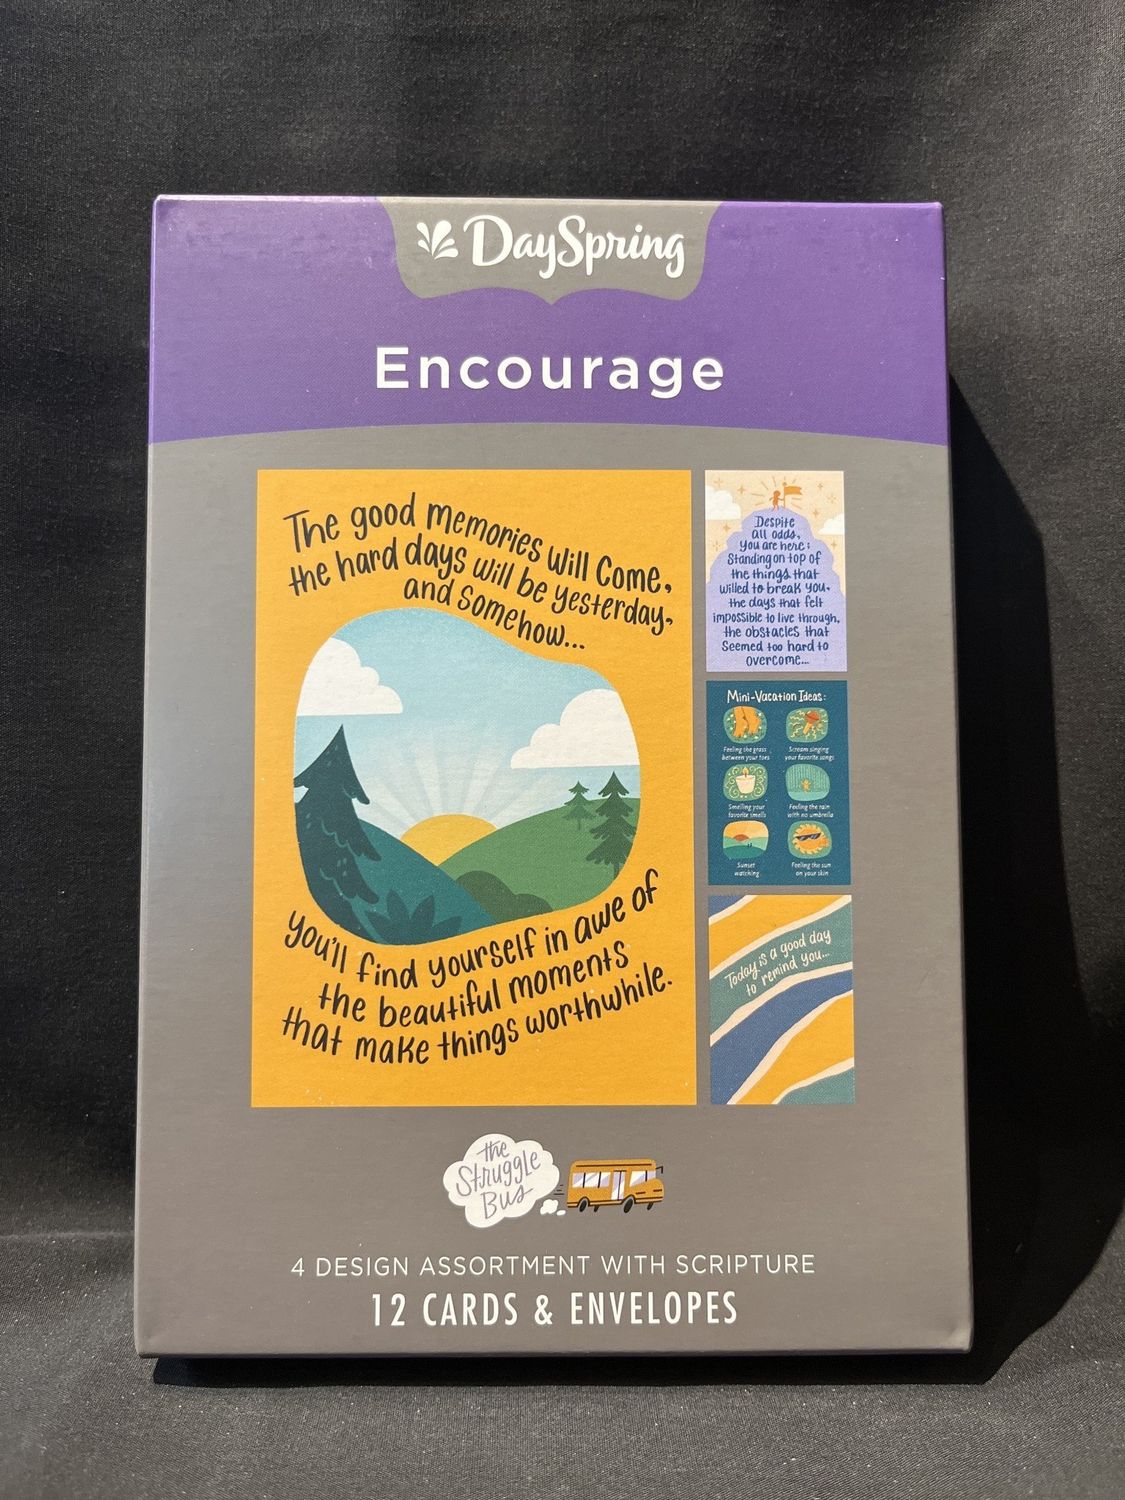 DaySpring
Encourage
The good memories will come,
the hard days will be yesterday,
and somehow...
you'll find yourself in awe of
the beautiful moments
that make things worthwhile.
Despite
all odds,
you are here:
Standing on top of
the things that
willed to break you,
the days that felt
impossible to live through,
the obstacles that
seemed too hard to
overcome...
Mini-Vacation Ideas:
Feeling the grass
between your toes
Scream singing
your favorite songs
Smelling your
favorite smells
Feeling the rain
with no umbrella
Sunset
watching
Feeling the sun
on your skin
Today is a good day
to remind you...
the
Struggle
Bus
4 DESIGN ASSORTMENT WITH SCRIPTURE
12 CARDS & ENVELOPES